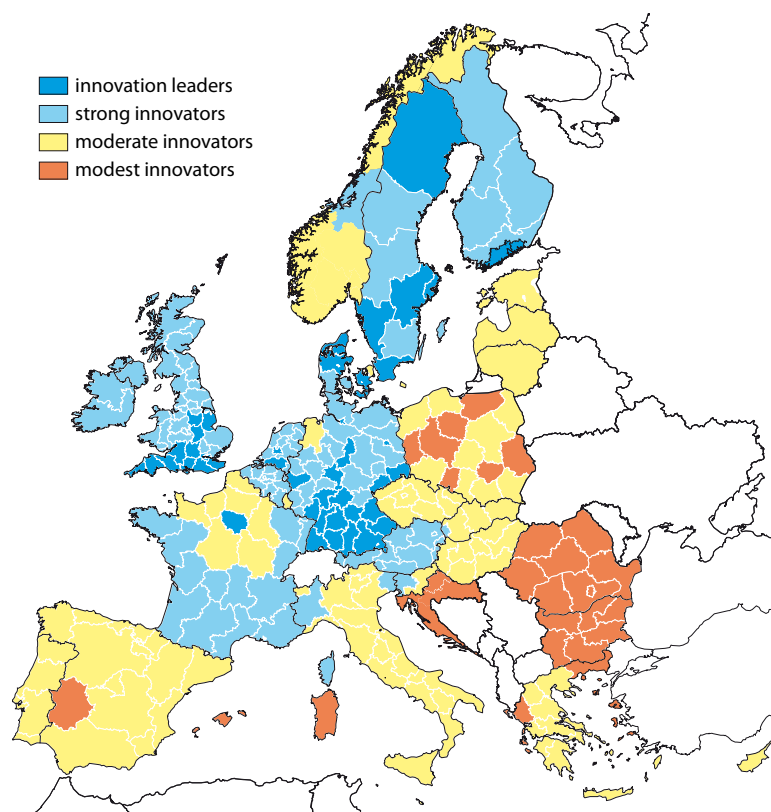 innovation leaders
strong innovators
moderate innovators
modest innovators